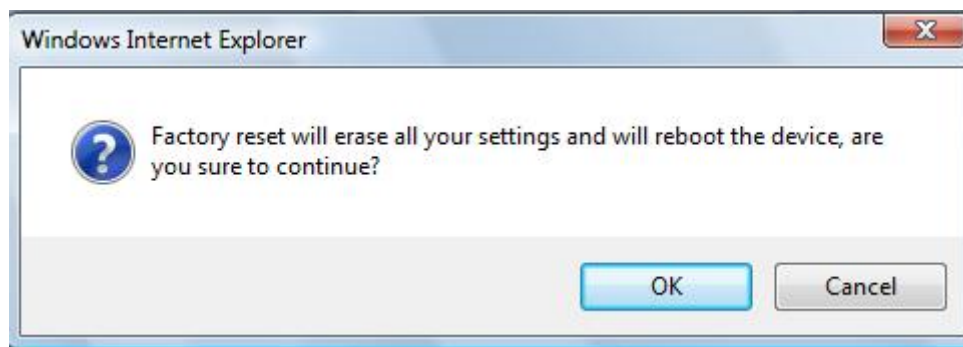 Windows Internet Explorer
Factory reset will erase all your settings and will reboot the device, are
you sure to continue?
OK
Cancel